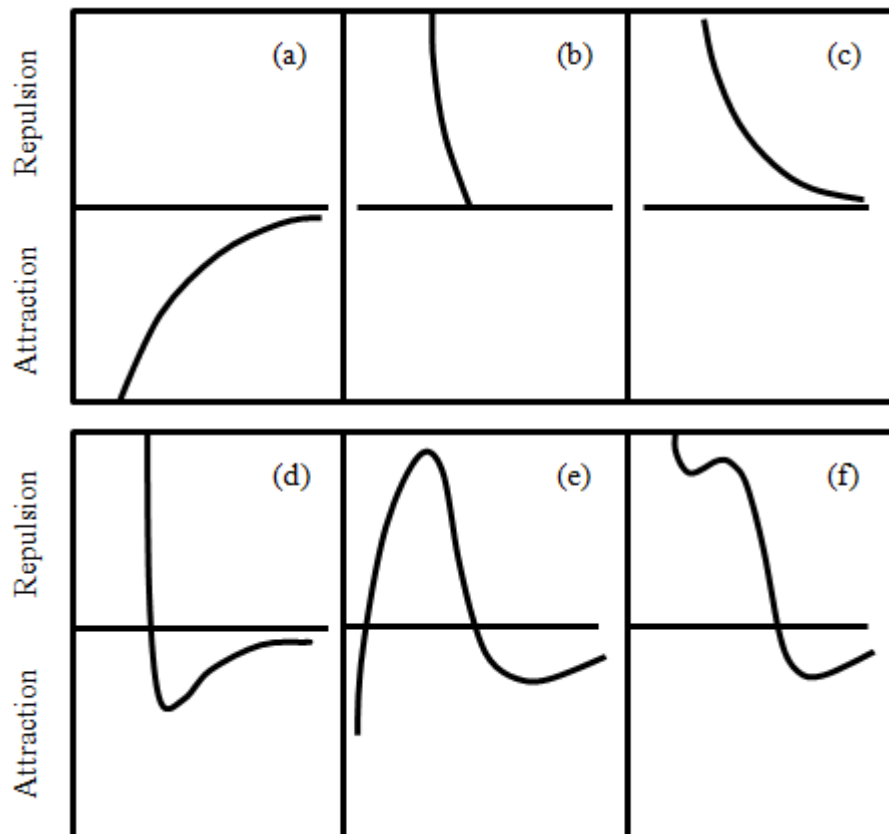 Repulsion
Attraction
(a)
(b)
(c)
Repulsion
Attraction
(d)
(e)
(f)